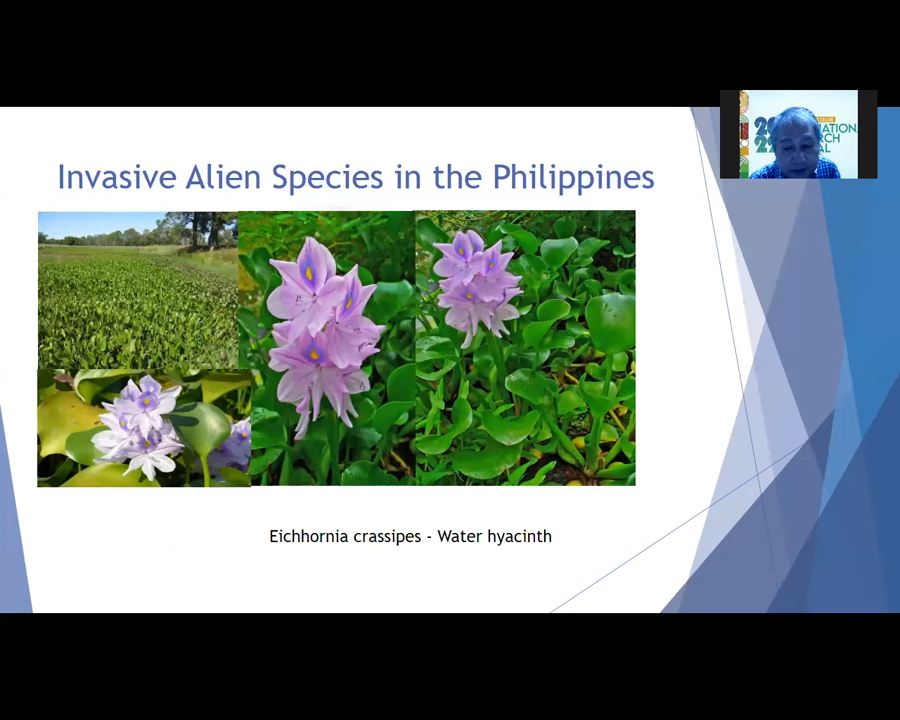 Invasive Alien Species in the Philippines
Eichhornia crassipes - Water hyacinth